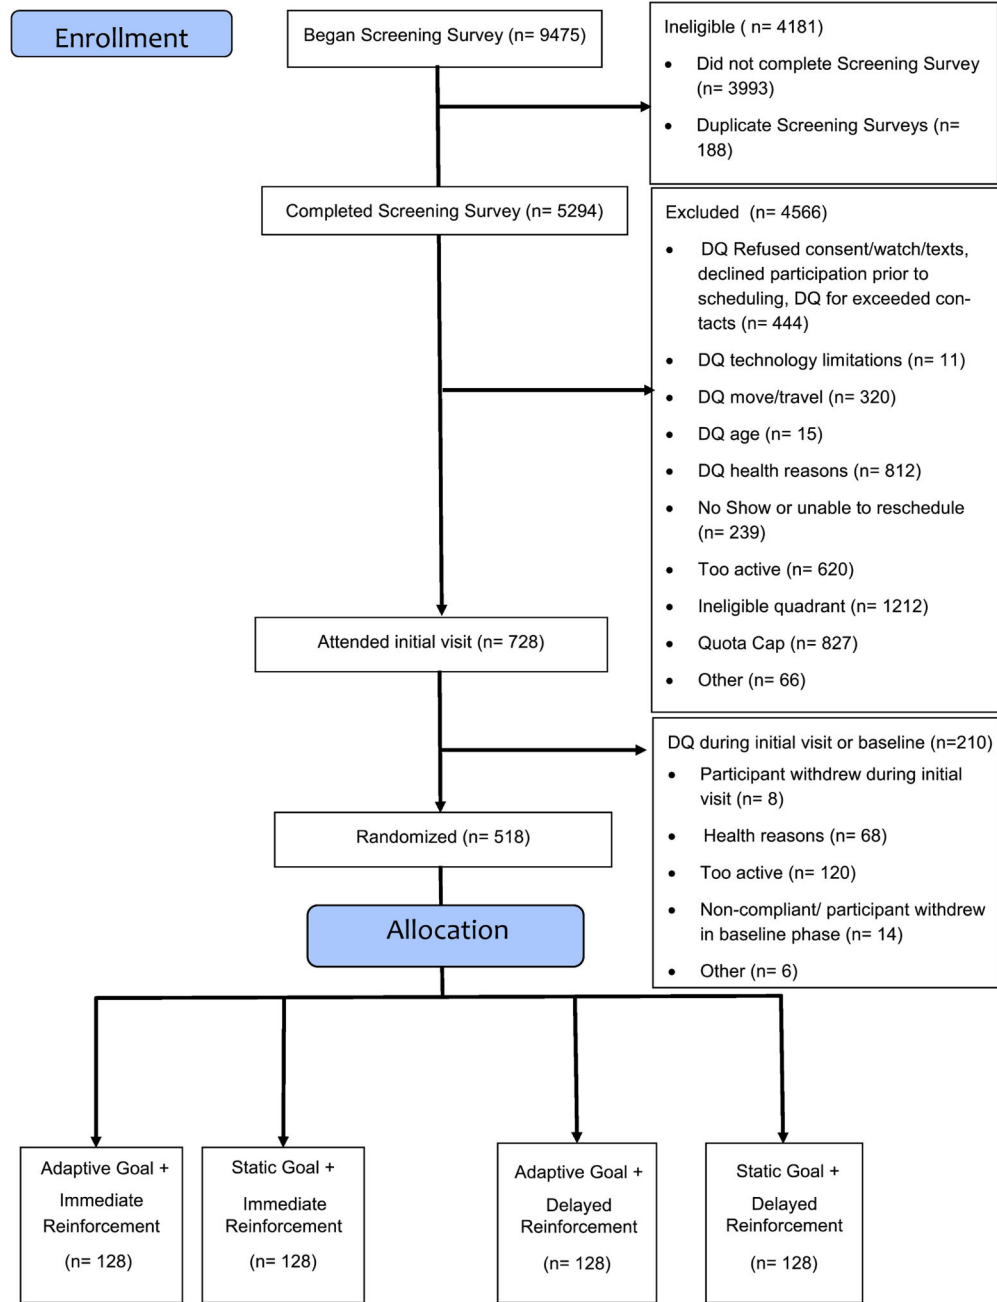 Enrollment
Began Screening Survey (n= 9475)
Ineligible ( n= 4181)
• Did not complete Screening Survey
(n= 3993)
• Duplicate Screening Surveys (n=
188)
Completed Screening Survey (n= 5294)
Excluded (n= 4566)
• DQ Refused consent/watch/texts,
declined participation prior to
scheduling, DQ for exceeded con-
tacts (n= 444)
• DQ technology limitations (n= 11)
• DQ move/travel (n= 320)
• DQ age (n= 15)
• DQ health reasons (n= 812)
• No Show or unable to reschedule
(n= 239)
• Too active (n= 620)
• Ineligible quadrant (n= 1212)
• Quota Cap (n= 827)
• Other (n= 66)
Attended initial visit (n= 728)
DQ during initial visit or baseline (n=210)
• Participant withdrew during initial
visit (n= 8)
• Health reasons (n= 68)
• Too active (n= 120)
• Non-compliant/ participant withdrew
in baseline phase (n= 14)
• Other (n= 6)
Randomized (n= 518)
Allocation
Adaptive Goal +
Immediate
Reinforcement
(n= 128)
Static Goal +
Immediate
Reinforcement
(n= 128)
Adaptive Goal +
Delayed
Reinforcement
(n= 128)
Static Goal +
Delayed
Reinforcement
(n= 128)